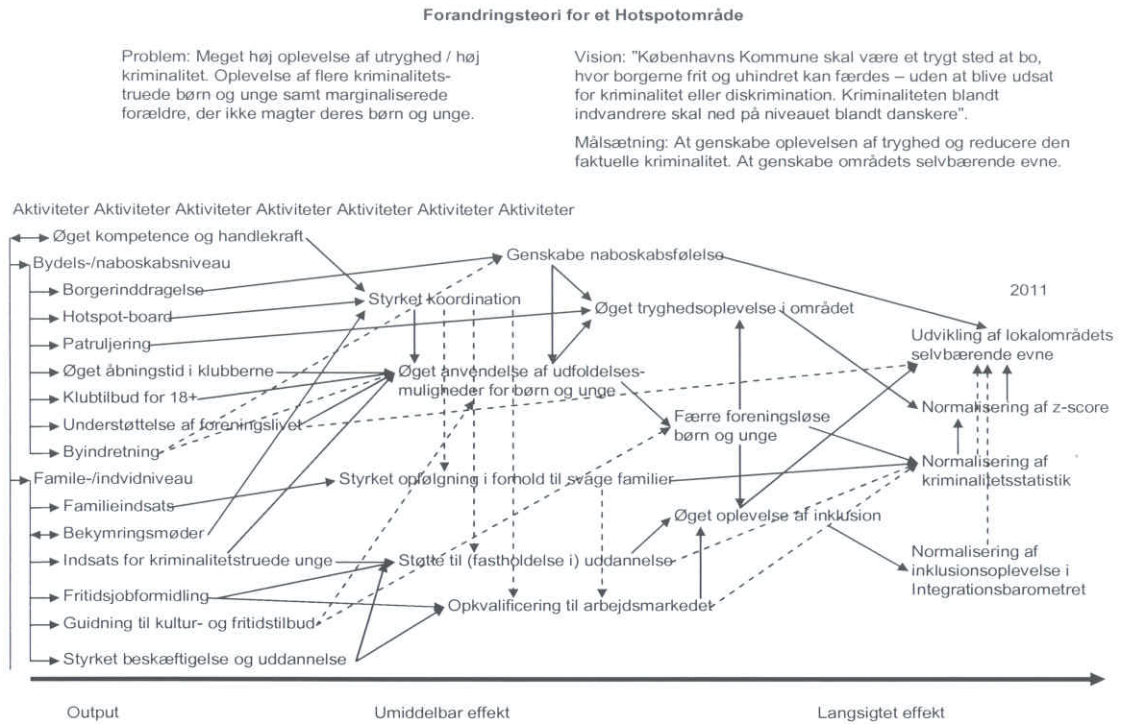 Forandringsteori for et Hotspotområde
Problem: Meget høj oplevelse af utryghed / høj
kriminalitet. Oplevelse af flere kriminalitets-
truede børn og unge samt marginaliserede
forældre, der ikke magter deres børn og unge.
Vision: "Københavns Kommune skal være et trygt sted at bo,
hvor borgerne frit og uhindret kan færdes – uden at blive udsat
for kriminalitet eller diskrimination. Kriminaliteten blandt
indvandrere skal ned på niveauet blandt danskere".
Målsætning: At genskabe oplevelsen af tryghed og reducere den
faktuelle kriminalitet. At genskabe områdets selvbærende evne.
Aktiviteter Aktiviteter Aktiviteter Aktiviteter Aktiviteter Aktiviteter Aktiviteter
Øget kompetence og handlekraft
Bydels-/naboskabsniveau
Borgerinddragelse
Hotspot-board
Patruljering
Øget åbningstid i klubberne
Klubtilbud for 18+
Understøttelse af foreningslivet
Byindretning
Famile-/indvidniveau
Familieindsats
Bekymringsmøder
Indsats for kriminalitetstruede unge
Fritidsjobformidling
Guidning til kultur- og fritidstilbud
Styrket beskæftigelse og uddannelse
Genskabe naboskabsfølelse
Styrket koordination
Øget tryghedsoplevelse i området
Øget anvendelse af udfoldelses-
muligheder for børn og unge
Færre foreningsløse
børn og unge
Styrket opfølgning i forhold til svage familier
Øget oplevelse af inklusion
Støtte til (fastholdelse i) uddannelse
Opkvalificering til arbejdsmarkedet
2011
Udvikling af lokalområdets
selvbærende evne
Normalisering af z-score
Normalisering af
kriminalitetsstatistik
Normalisering af
inklusionsoplevelse i
Integrationsbarometret
Output
Umiddelbar effekt
Langsigtet effekt